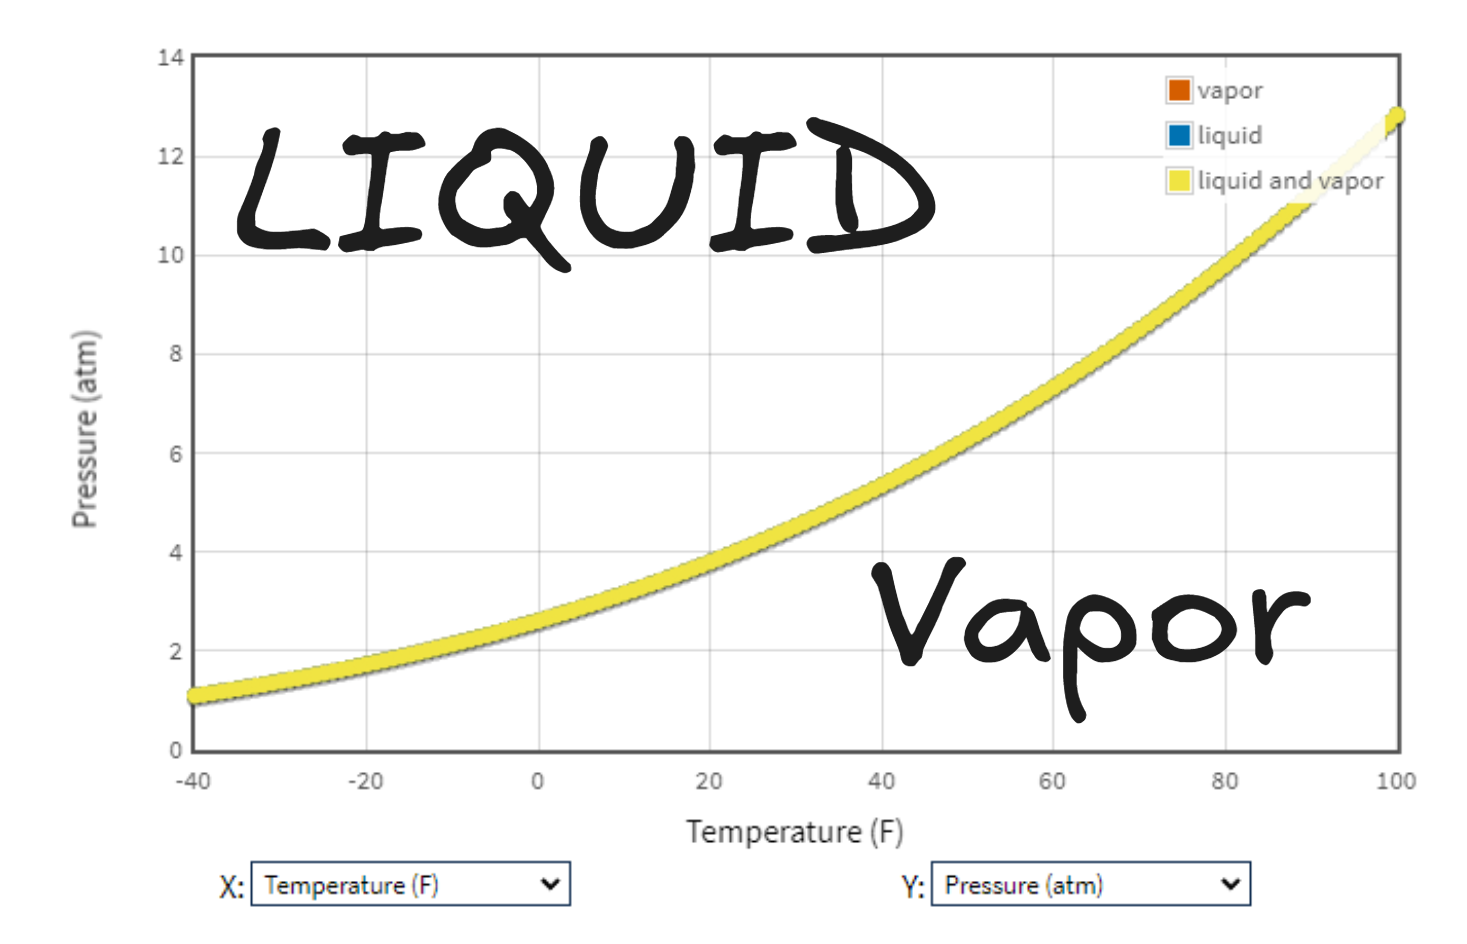 14
vapor
LIQUID
liquid
12
liquid and vapor
10
Pressure (atm)
8
6
4
Vapor
2
0
-40 -20 0 20 40 60 80 100
Temperature (F)
X: Temperature (F) Y: Pressure (atm)